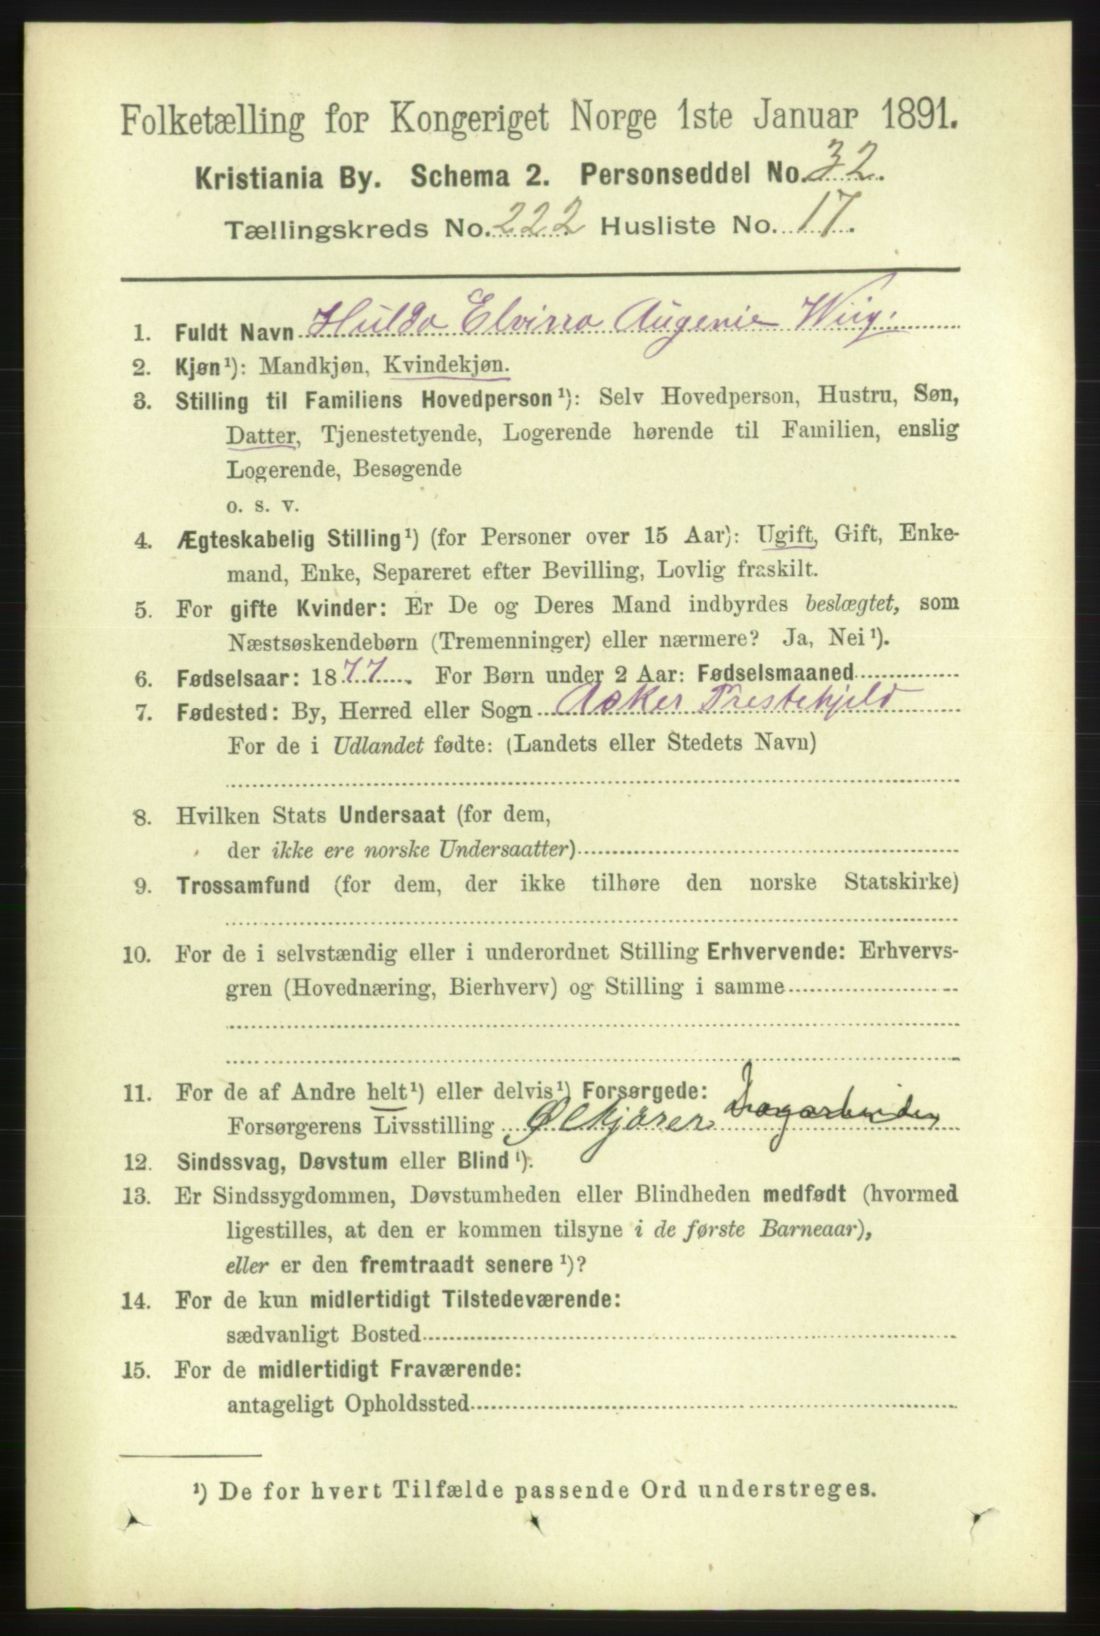 Folketælling for Kongeriget Norge 1ste Januar 1891.
Kristiania By. Schema 2. Personseddel No. 32.
Tællingskreds No. 222 Husliste No. 17.
1. Fuldt Navn Hulda Elvirra Augenie Wiig.
2. Kjøn¹): Mandkjøn, Kvindekjøn.
3. Stilling til Familiens Hovedperson¹): Selv Hovedperson, Hustru, Søn,
Datter, Tjenestetyende, Logerende hørende til Familien, enslig
Logerende, Besøgende
o. s. v.
4. Ægteskabelig Stilling¹) (for Personer over 15 Aar): Ugift, Gift, Enke-
mand, Enke, Separeret efter Bevilling, Lovlig fraskilt.
5. For gifte Kvinder: Er De og Deres Mand indbyrdes beslægtet, som
Næstsøskendebørn (Tremenninger) eller nærmere? Ja, Nei¹).
6. Fødselsaar: 1877. For Børn under 2 Aar: Fødselsmaaned
7. Fødested: By, Herred eller Sogn Asker Prestekjeld
For de i Udlandet fødte: (Landets eller Stedets Navn)
8. Hvilken Stats Undersaat (for dem,
der ikke ere norske Undersaatter)
9. Trossamfund (for dem, der ikke tilhøre den norske Statskirke)
10. For de i selvstændig eller i underordnet Stilling Erhvervende: Erhvervs-
gren (Hovednæring, Bierhverv) og Stilling i samme
11. For de af Andre helt¹) eller delvis¹) Forsørgede:
Forsørgerens Livsstilling Ølkjører
12. Sindssvag, Døvstum eller Blind¹).
13. Er Sindssygdommen, Døvstumheden eller Blindheden medfødt (hvormed
ligestilles, at den er kommen tilsyne i de første Barneaar),
eller er den fremtraadt senere¹)?
14. For de kun midlertidigt Tilstedeværende:
sædvanligt Bosted
15. For de midlertidigt Fraværende:
antageligt Opholdssted
¹) De for hvert Tilfælde passende Ord understreges.